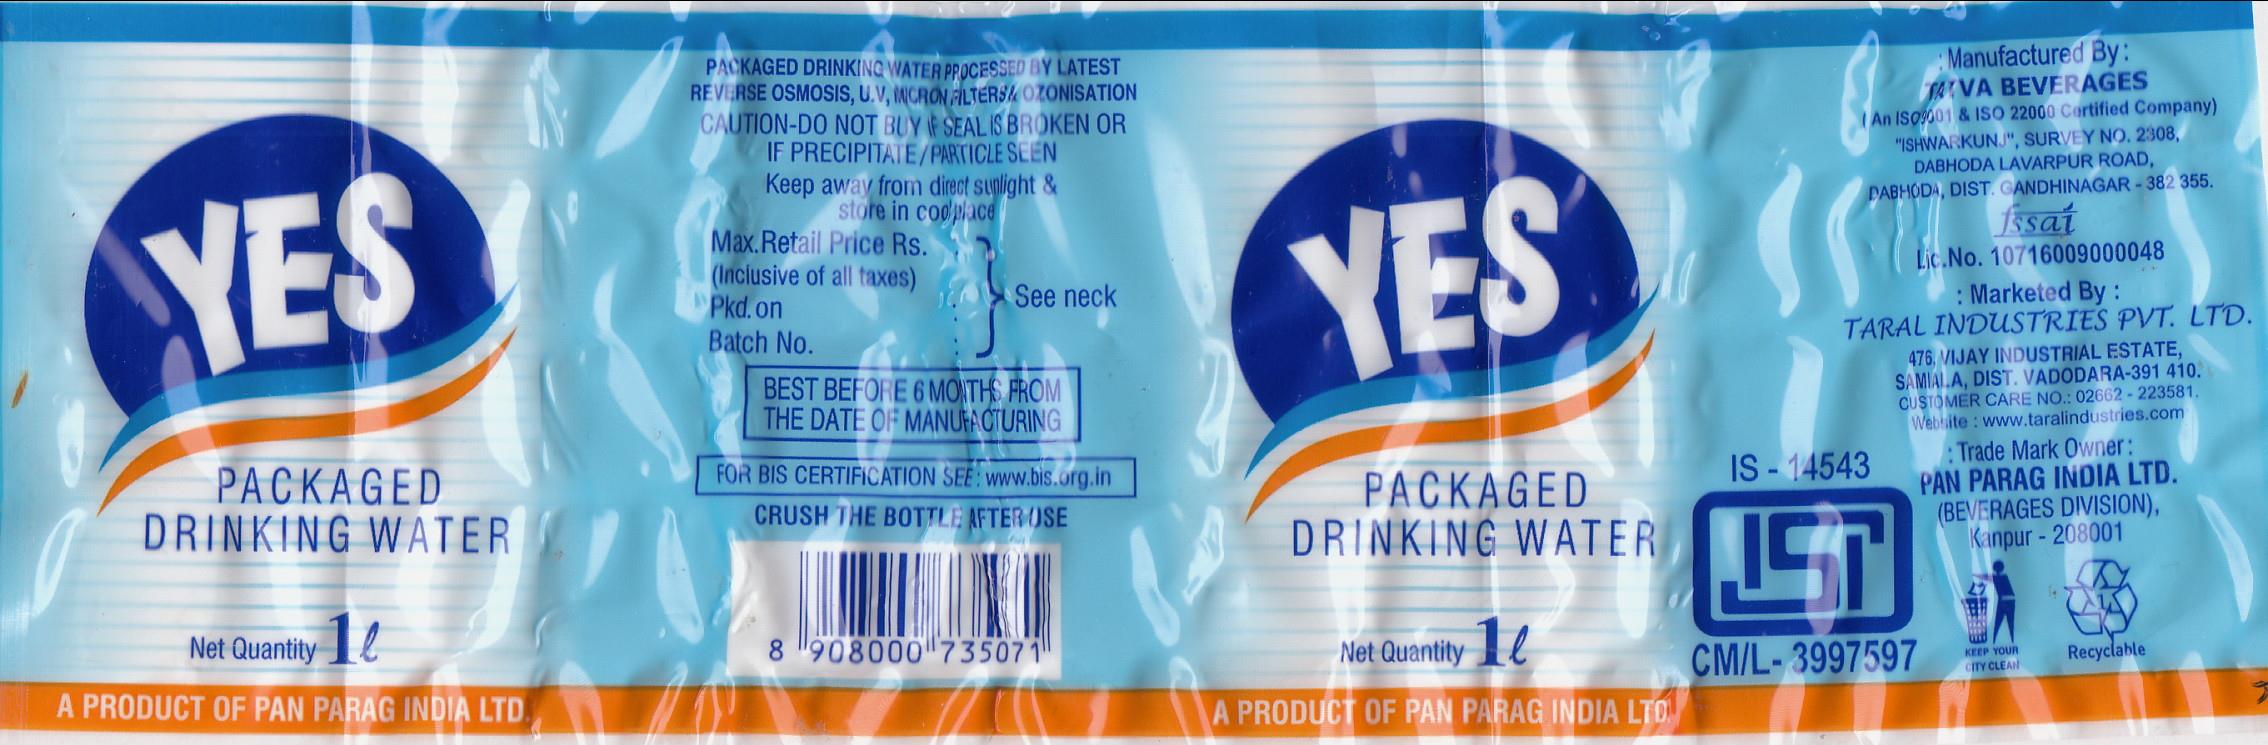 YES
PACKAGED
DRINKING WATER
Net Quantity 1ℓ
A PRODUCT OF PAN PARAG INDIA LTD.
PACKAGED DRINKING WATER PROCESSED BY LATEST
REVERSE OSMOSIS, U.V, MICRON FILTERS & OZONISATION
CAUTION-DO NOT BUY IF SEAL IS BROKEN OR
IF PRECIPITATE/PARTICLE SEEN
Keep away from direct sunlight &
store in cool place
Max.Retail Price Rs.
(Inclusive of all taxes)
Pkd. on
Batch No.
See neck
BEST BEFORE 6 MONTHS FROM
THE DATE OF MANUFACTURING
FOR BIS CERTIFICATION SEE: www.bis.org.in
CRUSH THE BOTTLE AFTER USE
8 908000 735071
YES
PACKAGED
DRINKING WATER
Net Quantity 1ℓ
A PRODUCT OF PAN PARAG INDIA LTD.
: Manufactured By :
TATVA BEVERAGES
(An ISO 9001 & ISO 22000 Certified Company)
"ISHWARKUNJ", SURVEY NO. 2308,
DABHODA LAVARPUR ROAD,
DABHODA, DIST. GANDHINAGAR - 382 355.
fssai
Lic.No. 10716009000048
: Marketed By :
TARAL INDUSTRIES PVT. LTD.
476, VIJAY INDUSTRIAL ESTATE,
SAMIALA, DIST. VADODARA-391 410.
CUSTOMER CARE NO.: 02662 - 223581.
Website : www.taralindustries.com
: Trade Mark Owner :
PAN PARAG INDIA LTD.
(BEVERAGES DIVISION),
Kanpur - 208001
IS - 14543
CM/L- 3997597
KEEP YOUR
CITY CLEAN
1
Recyclable